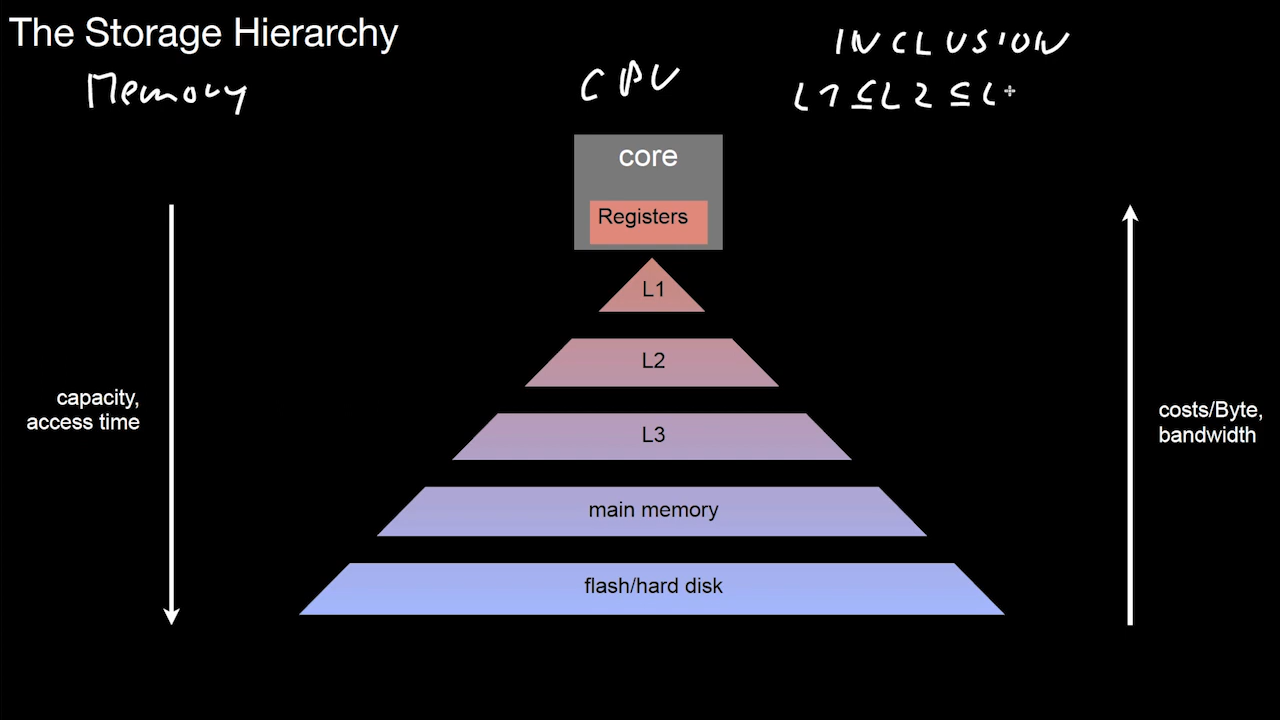 The Storage Hierarchy
Memory
CPU
INCLUSION
L1 ⊆ L2 ⊆ L
core
Registers
L1
L2
L3
main memory
flash/hard disk
capacity,
access time
costs/Byte,
bandwidth